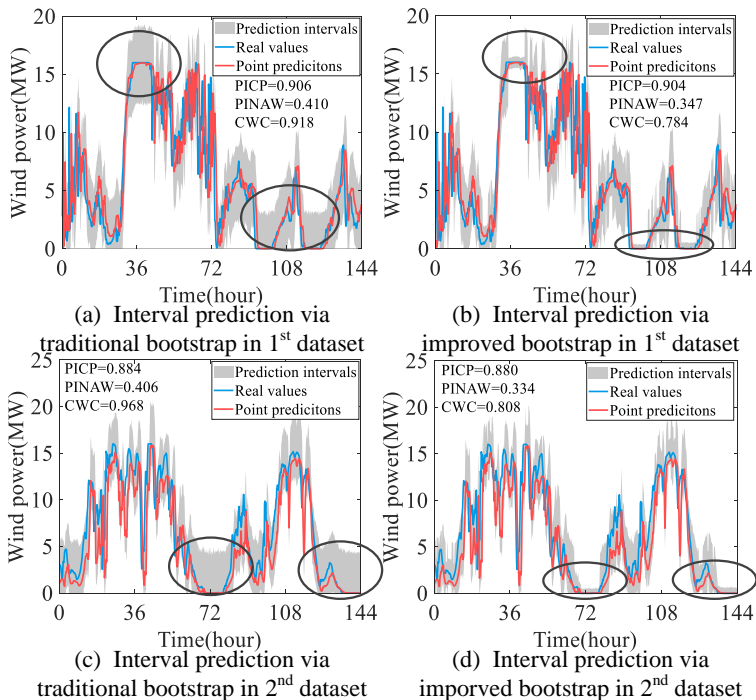 20
15
10
5
0
Wind power(MW)
Prediction intervals
Real values
Point predicitons
PICP=0.906
PINAW=0.410
CWC=0.918
0 36 72 108 144
Time(hour)
(a) Interval prediction via
traditional bootstrap in 1st dataset
20
15
10
5
0
Wind power(MW)
Prediction intervals
Real values
Point predicitons
PICP=0.904
PINAW=0.347
CWC=0.784
0 36 72 108 144
Time(hour)
(b) Interval prediction via
improved bootstrap in 1st dataset
25
20
15
10
5
0
Wind power(MW)
PICP=0.884
PINAW=0.406
CWC=0.968
Prediction intervals
Real values
Point predicitons
0 36 72 108 144
Time(hour)
(c) Interval prediction via
traditional bootstrap in 2nd dataset
25
20
15
10
5
0
Wind power(MW)
PICP=0.880
PINAW=0.334
CWC=0.808
Prediction intervals
Real values
Point predicitons
0 36 72 108 144
Time(hour)
(d) Interval prediction via
imporved bootstrap in 2nd dataset